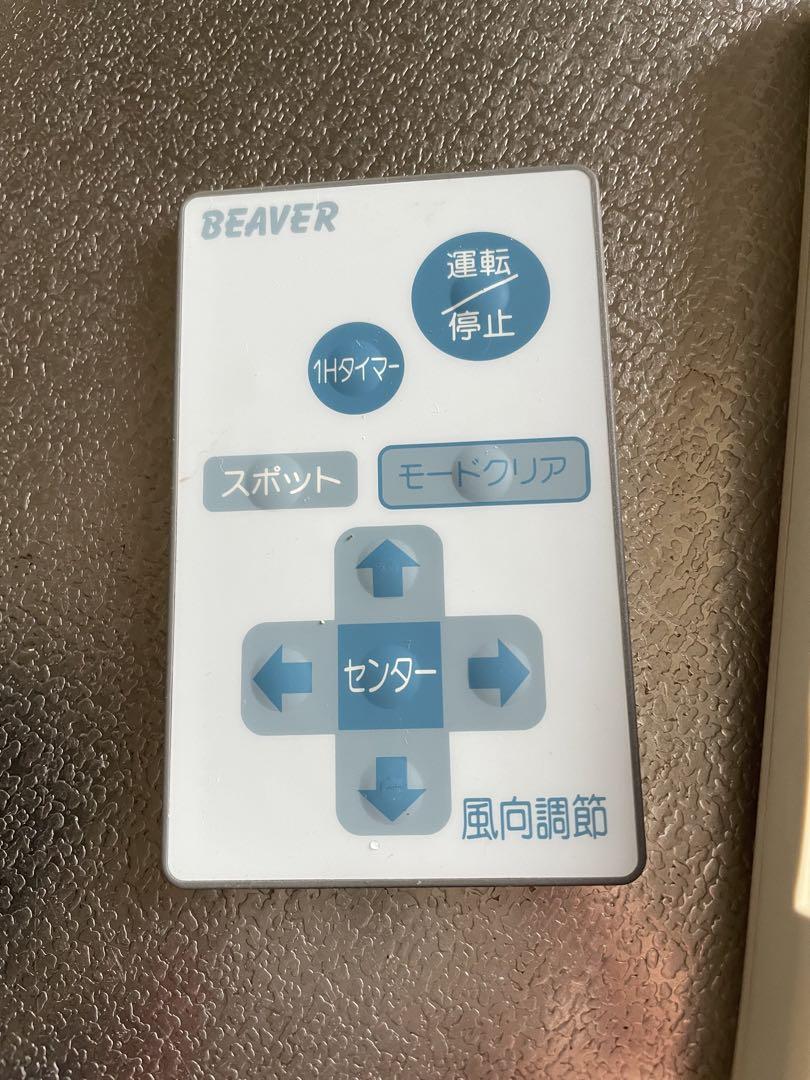 BEAVER
運転
停止
1Hタイマー
スポット
モードクリア
センター
風向調節